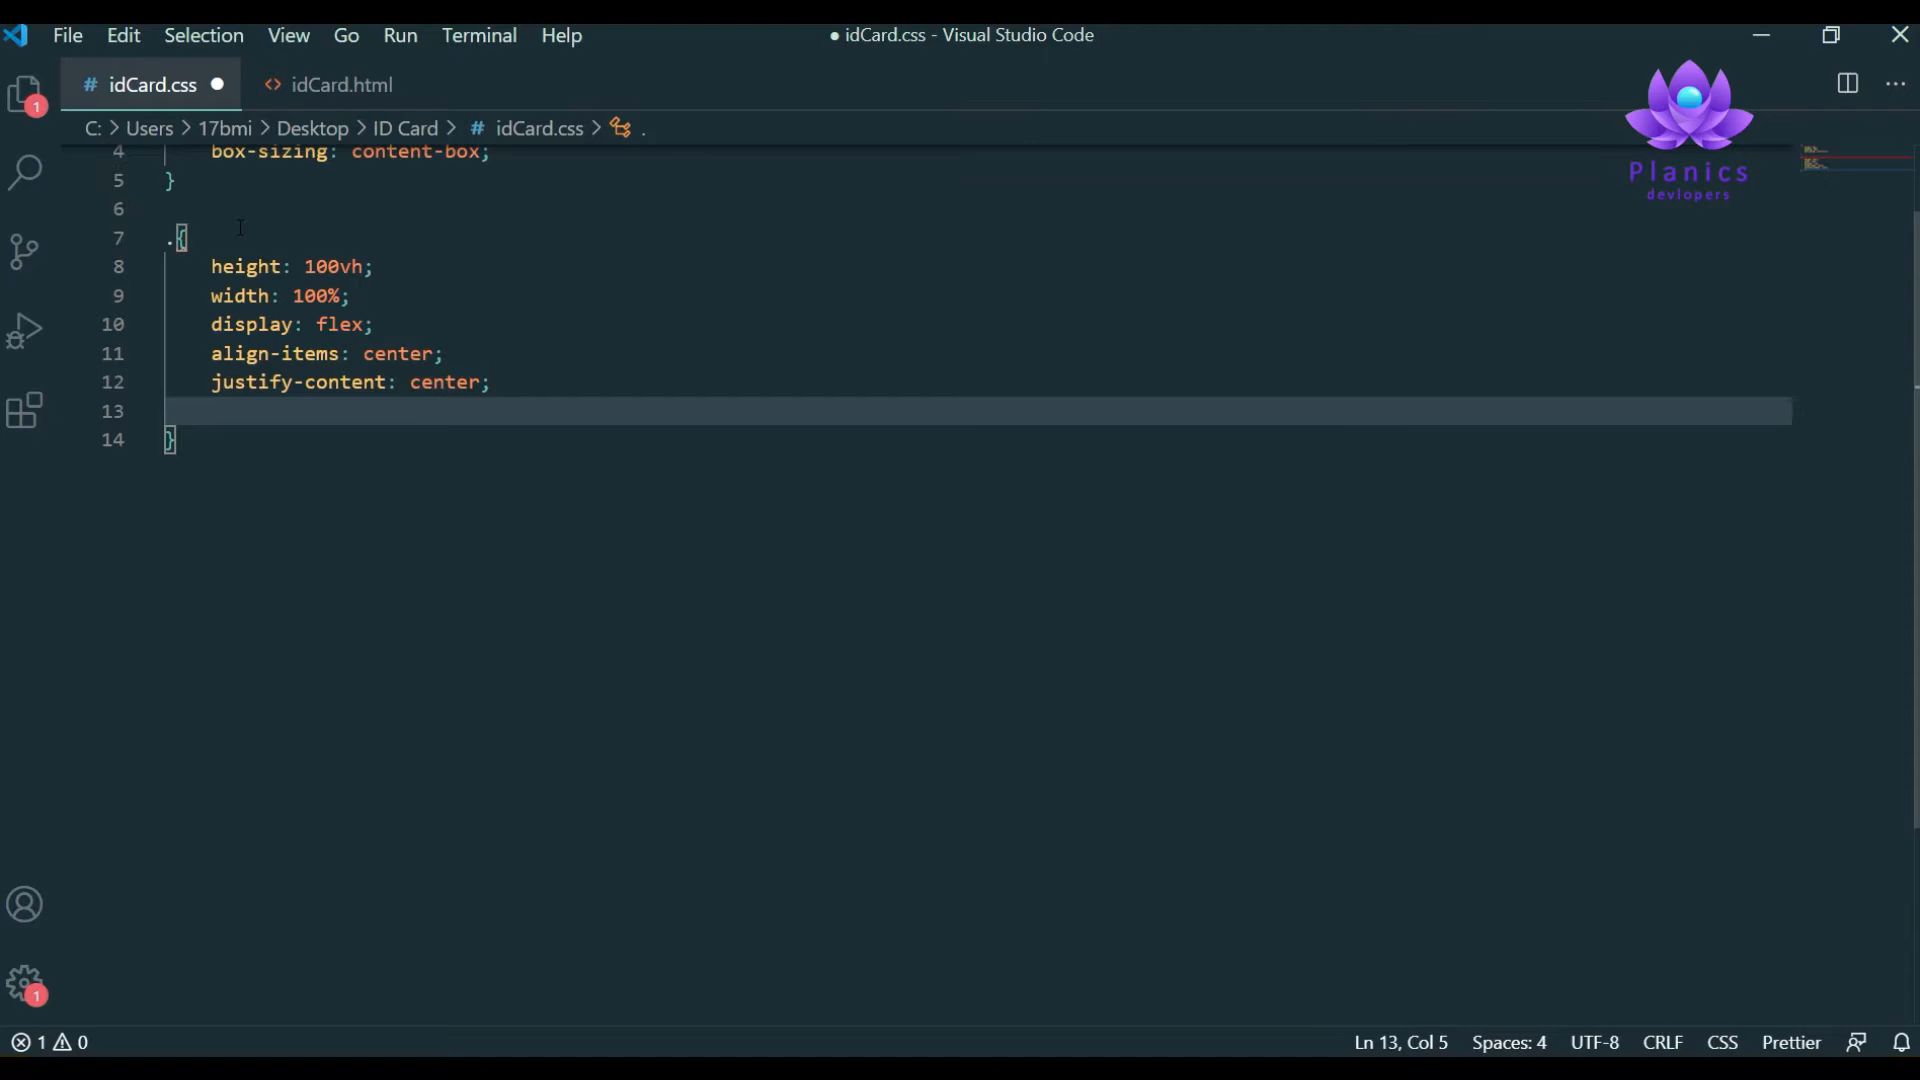 File Edit Selection View Go Run Terminal Help
● idCard.css - Visual Studio Code
# idCard.css ● <> idCard.html
C: > Users > 17bmi > Desktop > ID Card > # idCard.css > .
Planics
devlopers
1
4 box-sizing: content-box;
5 }
6
7 .{
8 height: 100vh;
9 width: 100%;
10 display: flex;
11 align-items: center;
12 justify-content: center;
13
14 }
1
1 0 Ln 13, Col 5 Spaces: 4 UTF-8 CRLF CSS Prettier